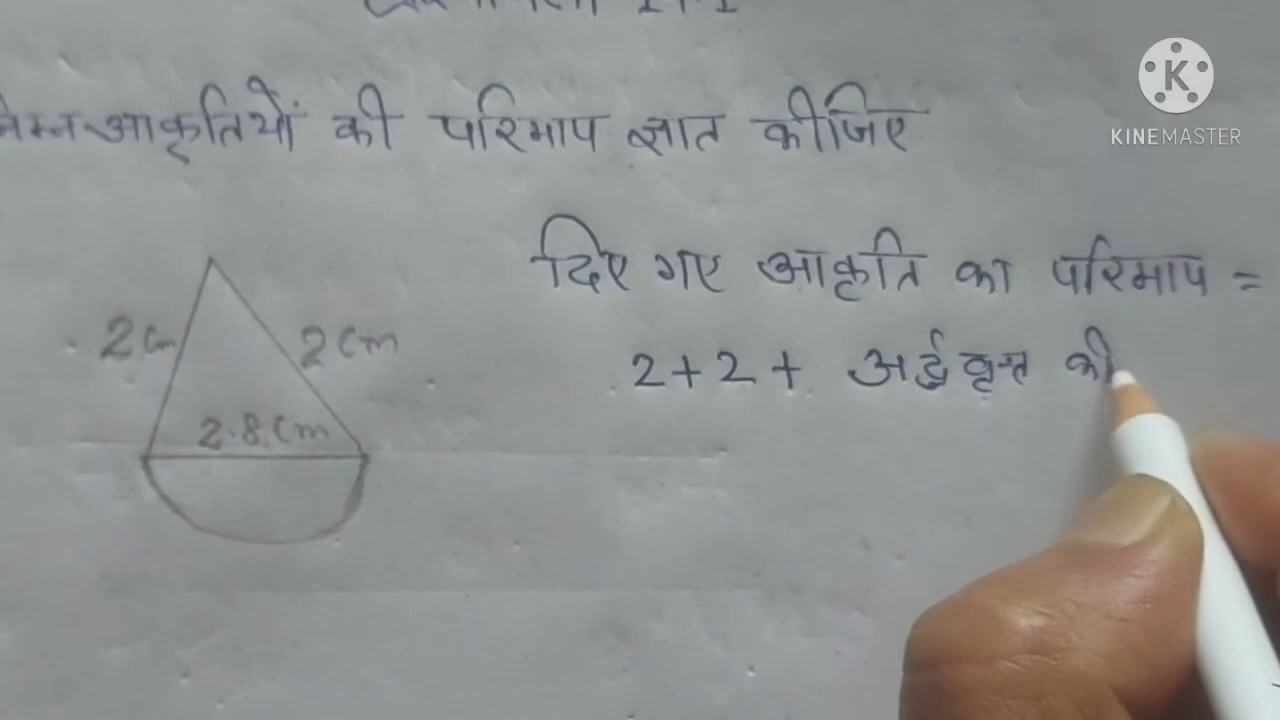 आकृतियों की परिमाप ज्ञात कीजिए
दिए गए आकृति का परिमाप =
2+2+ अर्द्धवृत्त की
2cm
2cm
2.8cm
K
KINEMASTER